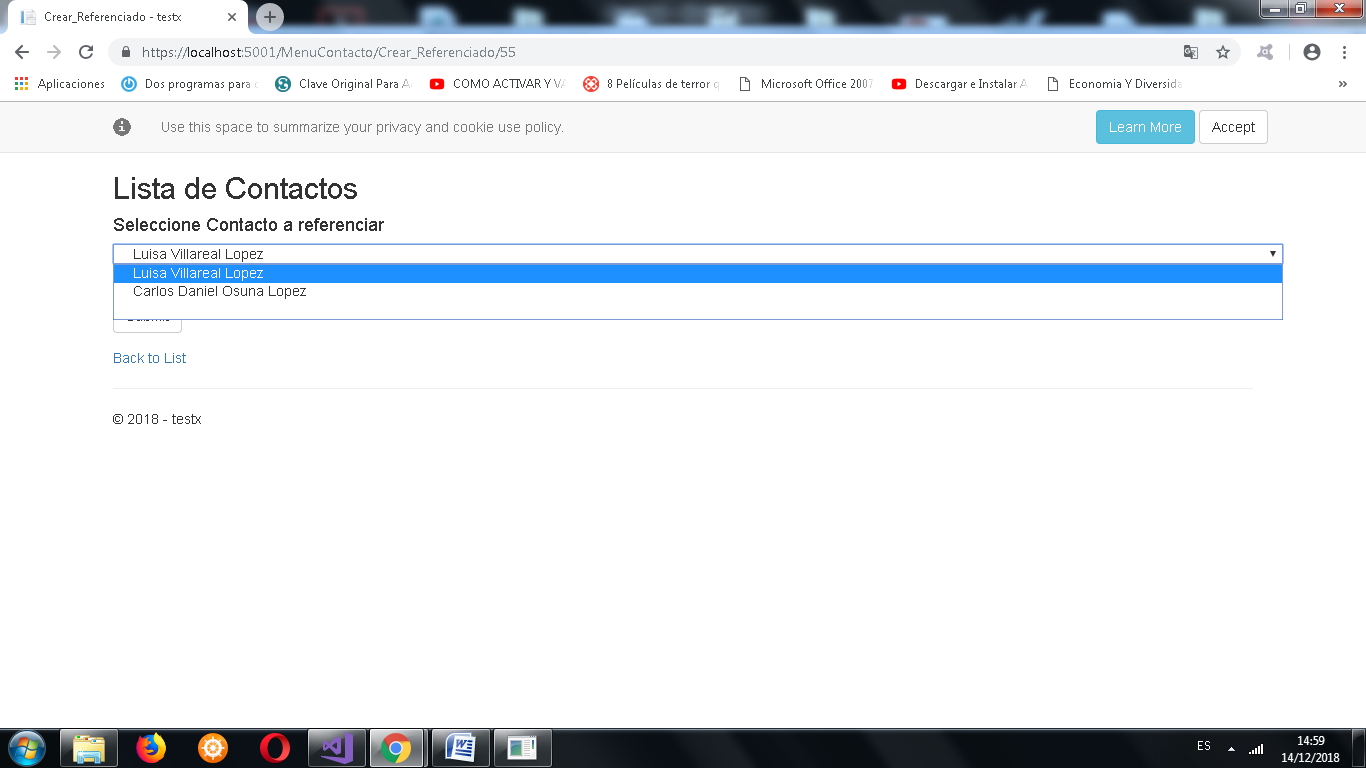 Crear_Referenciado - testx
https://localhost:5001/MenuContacto/Crear_Referenciado/55
Aplicaciones
Dos programas para
Clave Original Para A
COMO ACTIVAR Y VA
8 Películas de terror q
Microsoft Office 2007
Descargar e Instalar A
Economia Y Diversida
»
Use this space to summarize your privacy and cookie use policy.
Learn More
Accept
Lista de Contactos
Seleccione Contacto a referenciar
Luisa Villareal Lopez
Luisa Villareal Lopez
Carlos Daniel Osuna Lopez
Back to List
© 2018 - testx
ES
14:59
14/12/2018